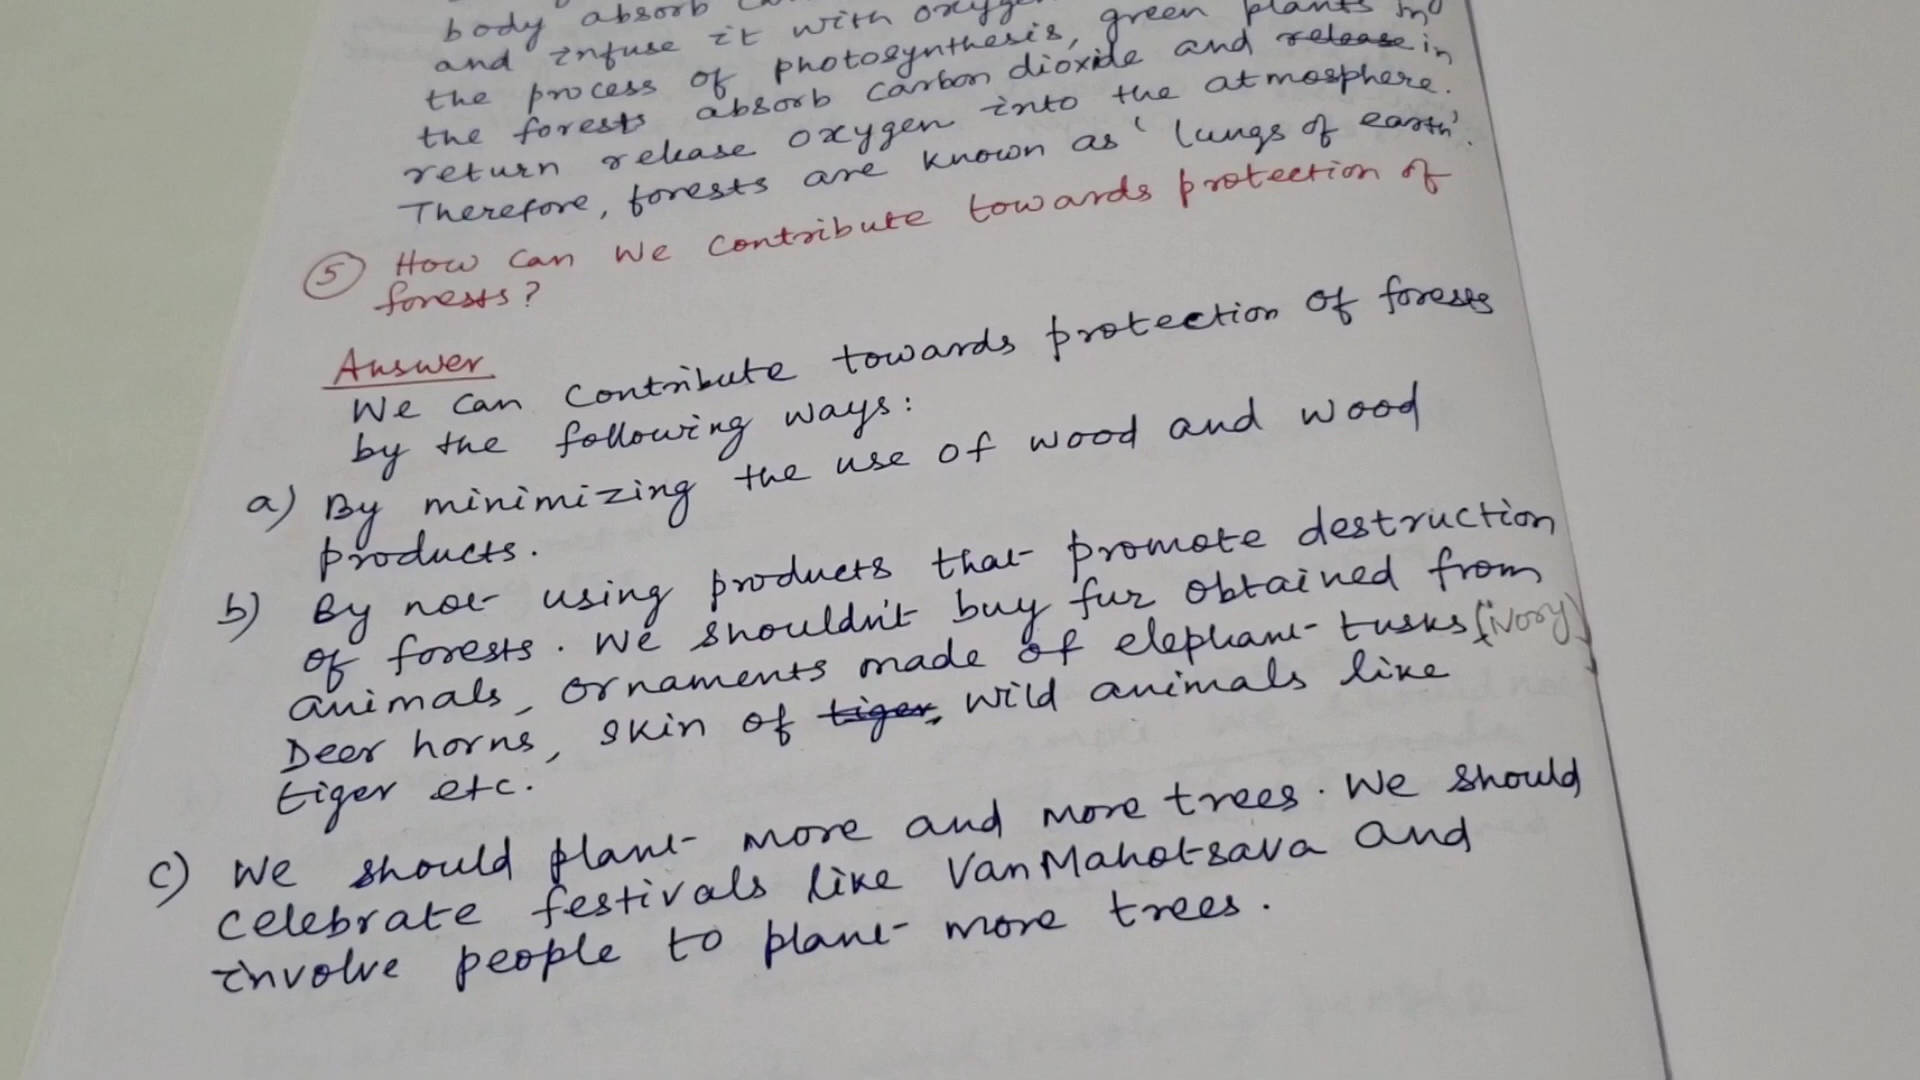 body absorb
and infuse it with
the process of photosynthesis, green plants in
the forests absorb carbon dioxide and release in
return release oxygen into the atmosphere.
Therefore, forests are known as 'lungs of earth'.
5 How can we contribute towards protection of
forests?
Answer
We can contribute towards protection of forests
by the following ways:
a) By minimizing the use of wood and wood
products.
b) By not using products that promote destruction
of forests. We shouldn't buy fur obtained from
animals, ornaments made of elephant tusks (ivory)
Deer horns, skin of tiger, wild animals like
tiger etc.
c) We should plant more and more trees. We should
celebrate festivals like VanMahotsava and
involve people to plant more trees.